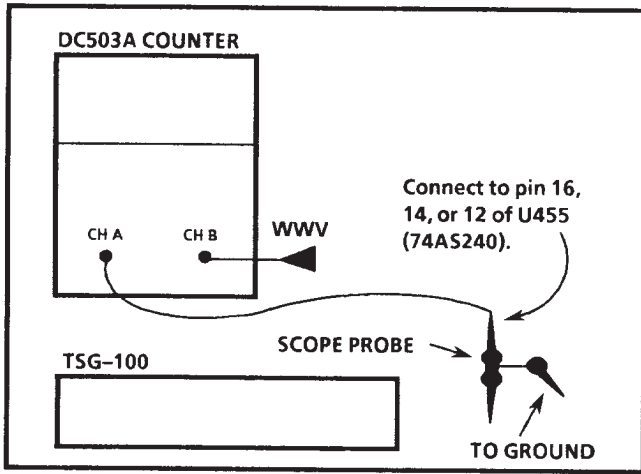 DC503A COUNTER
CH A
CH B
WWV
Connect to pin 16,
14, or 12 of U455
(74AS240).
SCOPE PROBE
TSG–100
TO GROUND